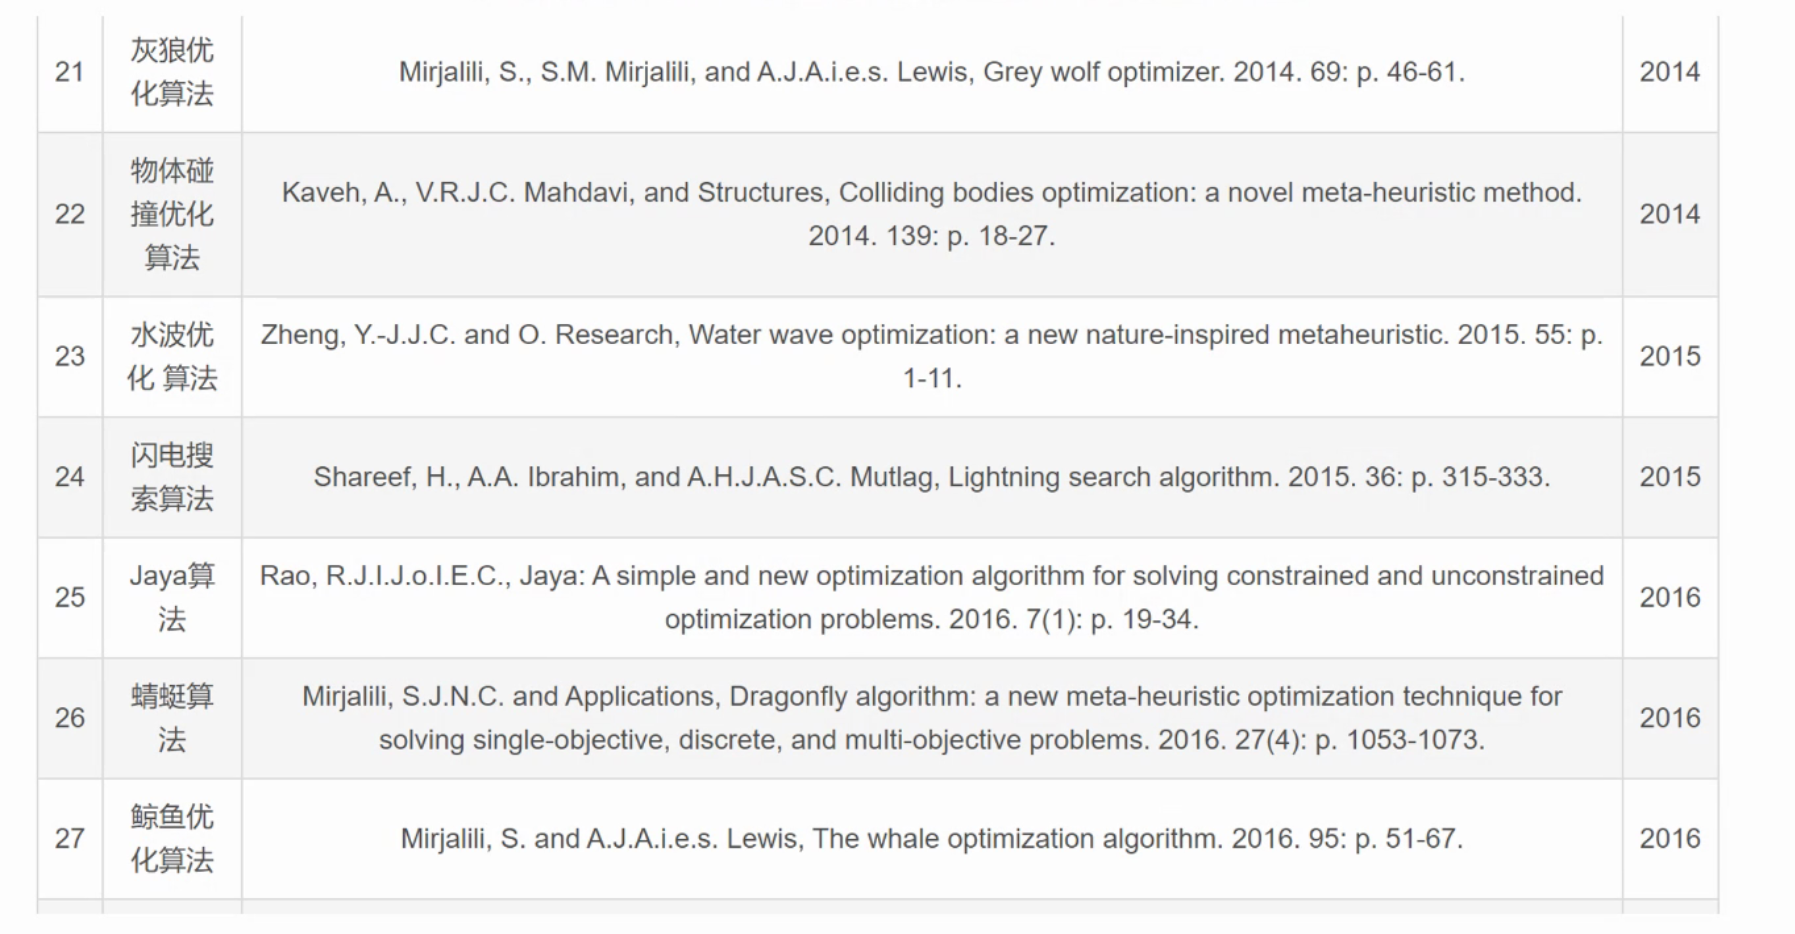 21
灰狼优
化算法
Mirjalili, S., S.M. Mirjalili, and A.J.A.i.e.s. Lewis, Grey wolf optimizer. 2014. 69: p. 46-61.
2014
22
物体碰
撞优化
算法
Kaveh, A., V.R.J.C. Mahdavi, and Structures, Colliding bodies optimization: a novel meta-heuristic method.
2014. 139: p. 18-27.
2014
23
水波优
化 算法
Zheng, Y.-J.J.C. and O. Research, Water wave optimization: a new nature-inspired metaheuristic. 2015. 55: p.
1-11.
2015
24
闪电搜
索算法
Shareef, H., A.A. Ibrahim, and A.H.J.A.S.C. Mutlag, Lightning search algorithm. 2015. 36: p. 315-333.
2015
25
Jaya算
法
Rao, R.J.I.J.o.I.E.C., Jaya: A simple and new optimization algorithm for solving constrained and unconstrained
optimization problems. 2016. 7(1): p. 19-34.
2016
26
蜻蜓算
法
Mirjalili, S.J.N.C. and Applications, Dragonfly algorithm: a new meta-heuristic optimization technique for
solving single-objective, discrete, and multi-objective problems. 2016. 27(4): p. 1053-1073.
2016
27
鲸鱼优
化算法
Mirjalili, S. and A.J.A.i.e.s. Lewis, The whale optimization algorithm. 2016. 95: p. 51-67.
2016